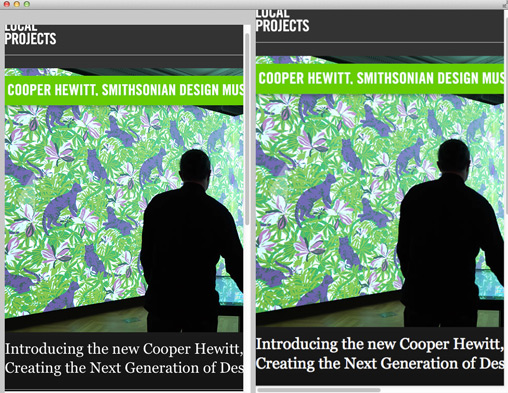 LOCAL
PROJECTS
COOPER HEWITT, SMITHSONIAN DESIGN MUS
Introducing the new Cooper Hewitt,
Creating the Next Generation of Des
LOCAL
PROJECTS
COOPER HEWITT, SMITHSONIAN DESIGN MUS
Introducing the new Cooper Hewitt,
Creating the Next Generation of Des